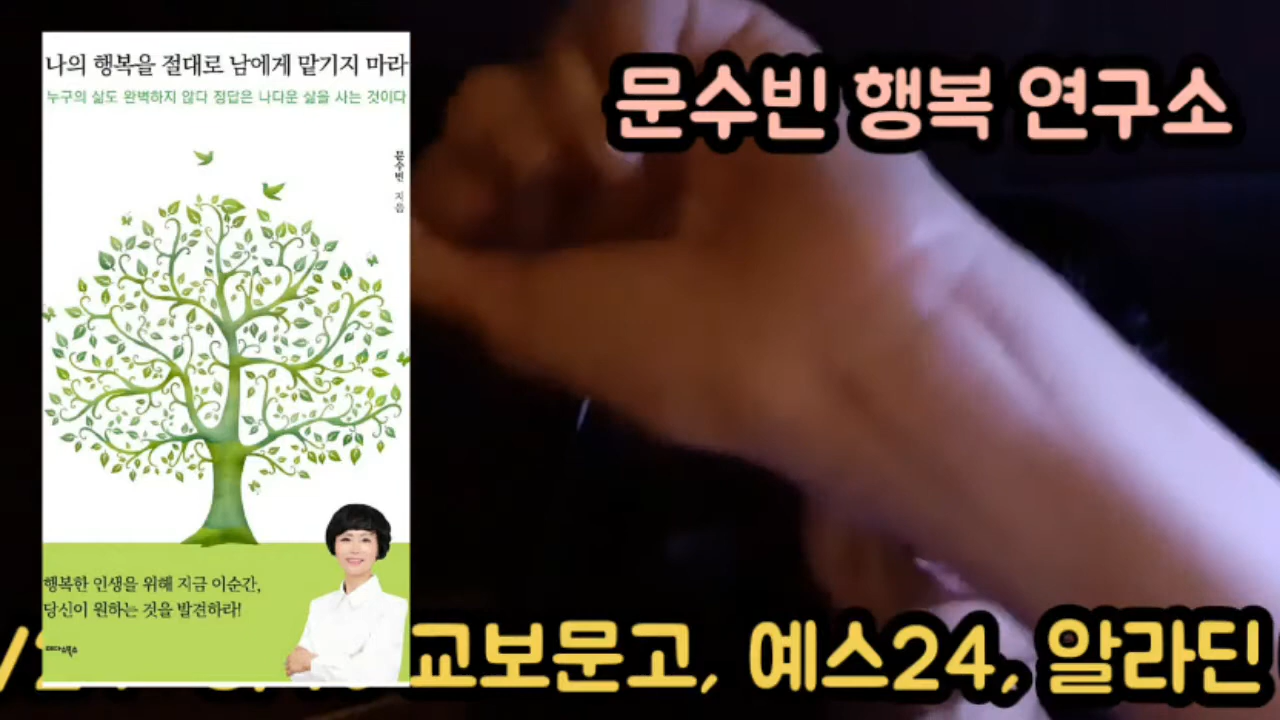 나의 행복을 절대로 남에게 맡기지 마라
누구의 삶도 완벽하지 않다 정답은 나다운 삶을 사는 것이다
문수빈 지음
문수빈 행복 연구소
행복한 인생을 위해 지금 이순간,
당신이 원하는 것을 발견하라!
교보문고, 예스24, 알라딘